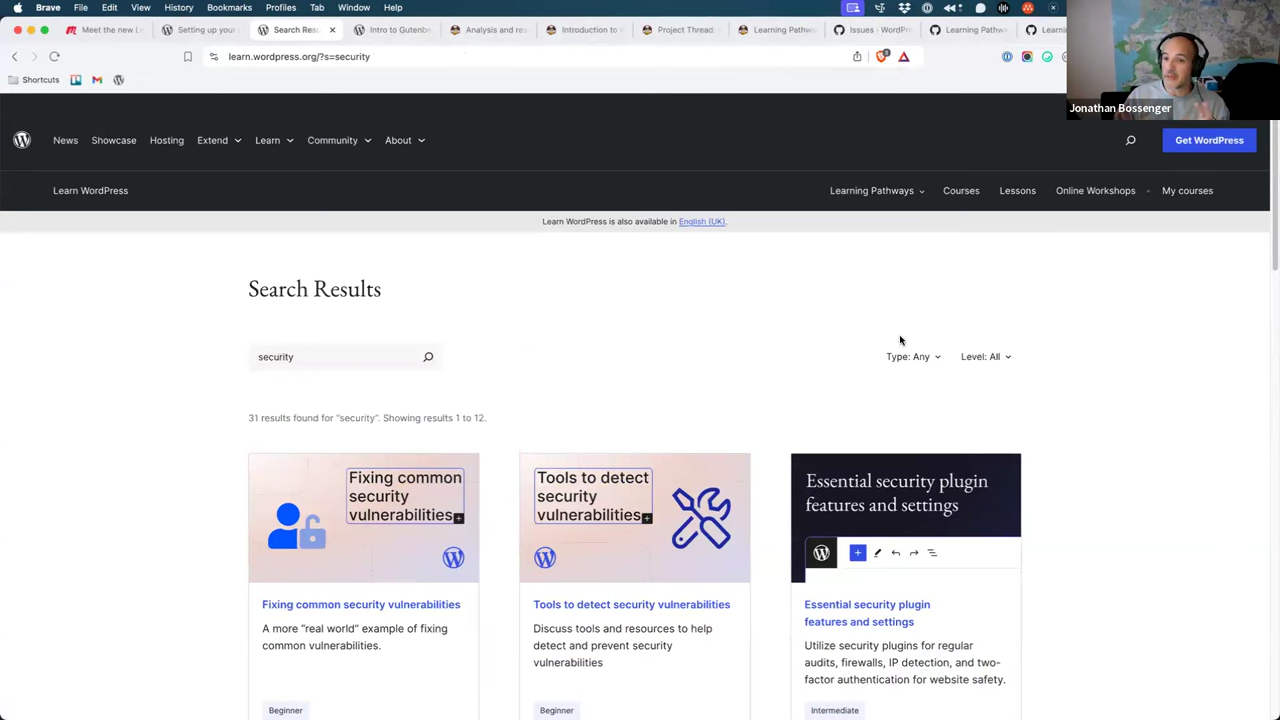 Brave File Edit View History Bookmarks Profiles Tab Window Help
Meet the new Le
Setting up your
Search Resu
Intro to Gutenbe
Analysis and res
Introduction to
Project Thread:
Learning Pathwa
Issues · WordPre
Learning Pathw
Learni
learn.wordpress.org/?s=security
Shortcuts
Jonathan Bossenger
News Showcase Hosting Extend Learn Community About
Get WordPress
Learn WordPress
Learning Pathways Courses Lessons Online Workshops • My courses
Learn WordPress is also available in English (UK).
Search Results
security
Type: Any Level: All
31 results found for “security”. Showing results 1 to 12.
Fixing common
security
vulnerabilities
Tools to detect
security
vulnerabilities
Essential security plugin
features and settings
Fixing common security vulnerabilities
A more “real world” example of fixing
common vulnerabilities.
Beginner
Tools to detect security vulnerabilities
Discuss tools and resources to help
detect and prevent security
vulnerabilities
Beginner
Essential security plugin
features and settings
Utilize security plugins for regular
audits, firewalls, IP detection, and two-
factor authentication for website safety.
Intermediate